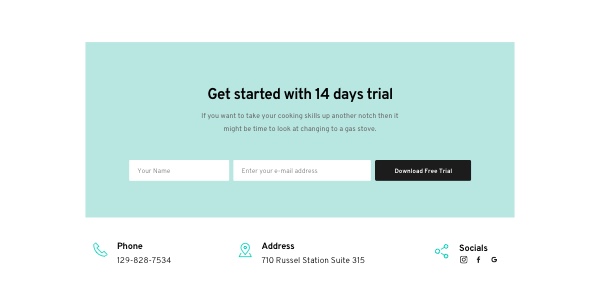 Get started with 14 days trial
If you want to take your cooking skills up another notch then it
might be time to look at changing to a gas stove.
Your Name
Enter your e-mail address
Download Free Trial
Phone
129-828-7534
Address
710 Russel Station Suite 315
Socials